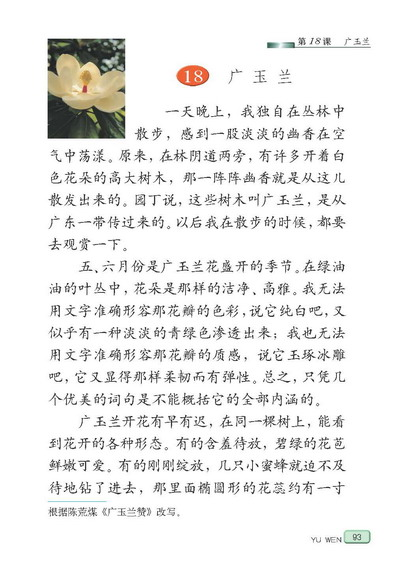 第18课 广玉兰
18 广玉兰
一天晚上，我独自在丛林中
散步，感到一股淡淡的幽香在空
气中荡漾。原来，在林阴道两旁，有许多开着白
色花朵的高大树木，那一阵阵幽香就是从这儿
散发出来的。园丁说，这些树木叫广玉兰，是从
广东一带传过来的。以后我在散步的时候，都要
去观赏一下。
五、六月份是广玉兰花盛开的季节。在绿油
油的叶丛中，花朵是那样的洁净、高雅。我无法
用文字准确形容那花瓣的色彩，说它纯白吧，又
似乎有一种淡淡的青绿色渗透出来；我也无法
用文字准确形容那花瓣的质感，说它玉琢冰雕
吧，它又显得那样柔韧而有弹性。总之，只凭几
个优美的词句是不能概括它的全部内涵的。
广玉兰开花有早有迟，在同一棵树上，能看
到花开的各种形态。有的含羞待放，碧绿的花苞
鲜嫩可爱。有的刚刚绽放，几只小蜜蜂就迫不及
待地钻了进去，那里面椭圆形的花蕊约有一寸
根据陈荒煤《广玉兰赞》改写。
YU WEN 93